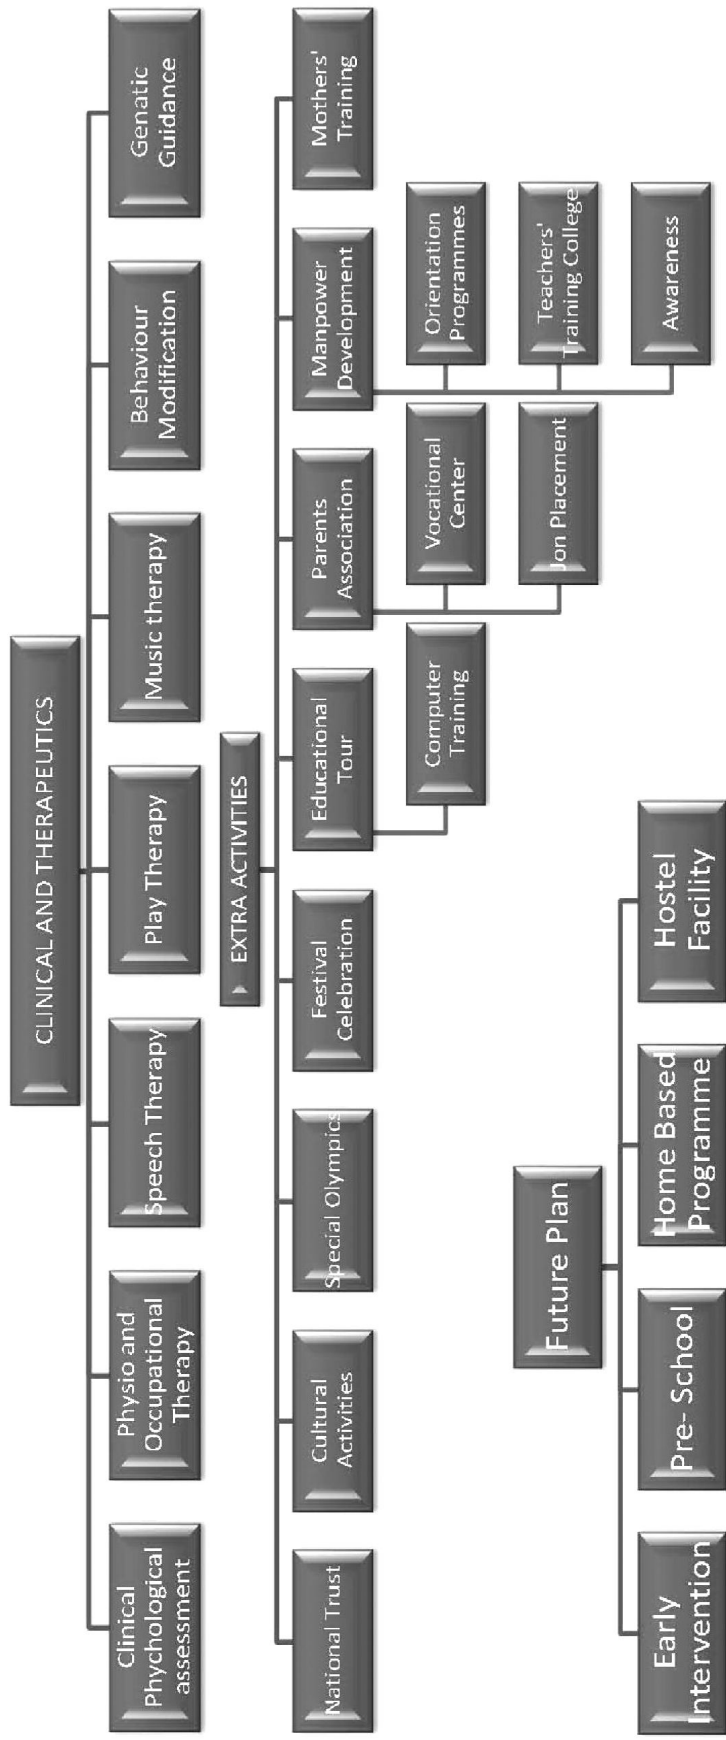 CLINICAL AND THERAPEUTICS
Clinical
Phychological
assessment
Physio and
Occupational
Therapy
Speech Therapy
Play Therapy
Music therapy
Behaviour
Modification
Genatic
Guidance
EXTRA ACTIVITIES
National Trust
Cultural
Activities
Special Olympics
Festival
Celebration
Educational
Tour
Computer
Training
Parents
Association
Vocational
Center
Jon Placement
Manpower
Development
Orientation
Programmes
Teachers'
Training College
Awareness
Mothers'
Training
Future Plan
Early
Intervention
Pre- School
Home Based
Programme
Hostel
Facility